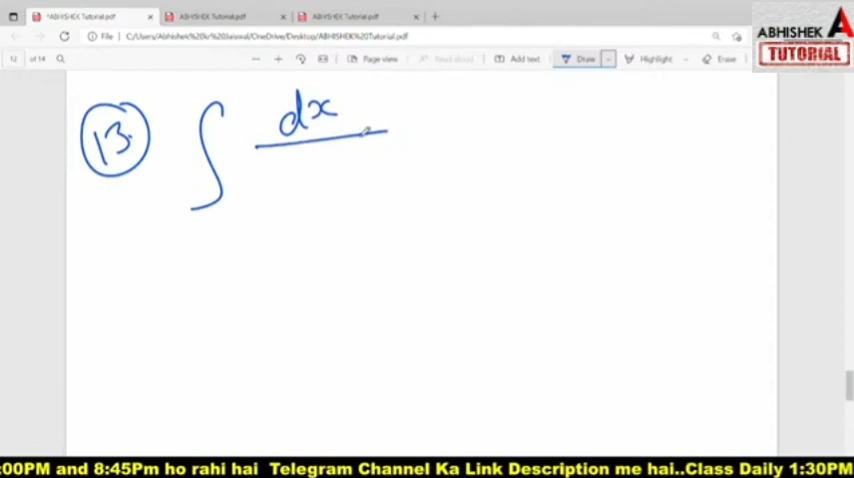 *ABHISHEK Tutorial.pdf
ABHISHEK Tutorial.pdf
ABHISHEK Tutorial.pdf
File
C:/Users/Abhishek%20kr%20Jaiswal/OneDrive/Desktop/ABHISHEK%20Tutorial.pdf
12 of 14
Page view
Read aloud
Add text
Draw
Highlight
Erase
ABHISHEK
TUTORIAL
13. ∫ dx
:00PM and 8:45Pm ho rahi hai Telegram Channel Ka Link Description me hai..Class Daily 1:30PM